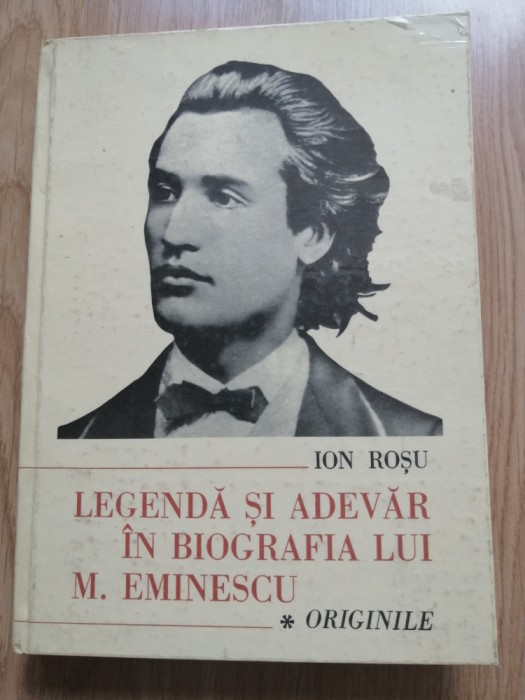 ION ROȘU
LEGENDĂ ȘI ADEVĂR
ÎN BIOGRAFIA LUI
M. EMINESCU
* ORIGINILE